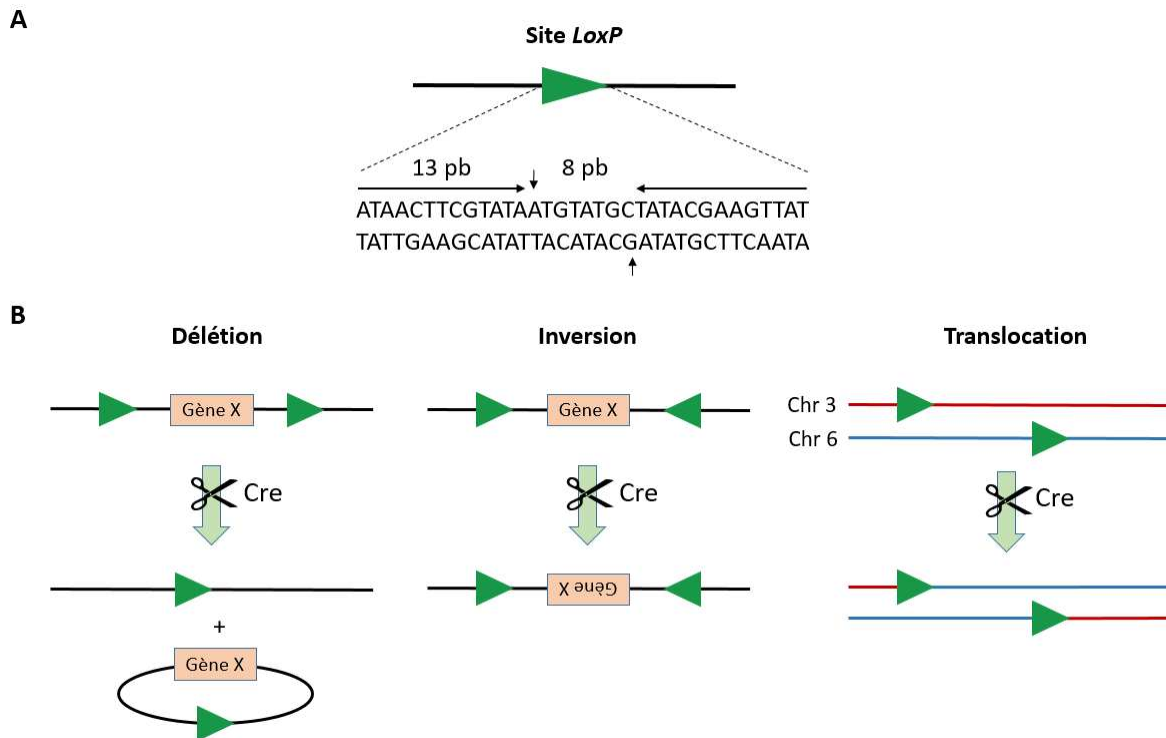 A
Site LoxP
13 pb 8 pb
ATAACTTCGTATAATGTATGCTATACGAAGTTAT
TATTGAAGCATATTACATACGATATGCTTCAATA
B
Délétion Inversion Translocation
Gène X Gène X Chr 3
Chr 6
Cre Cre Cre
Gène X
+
Gène X